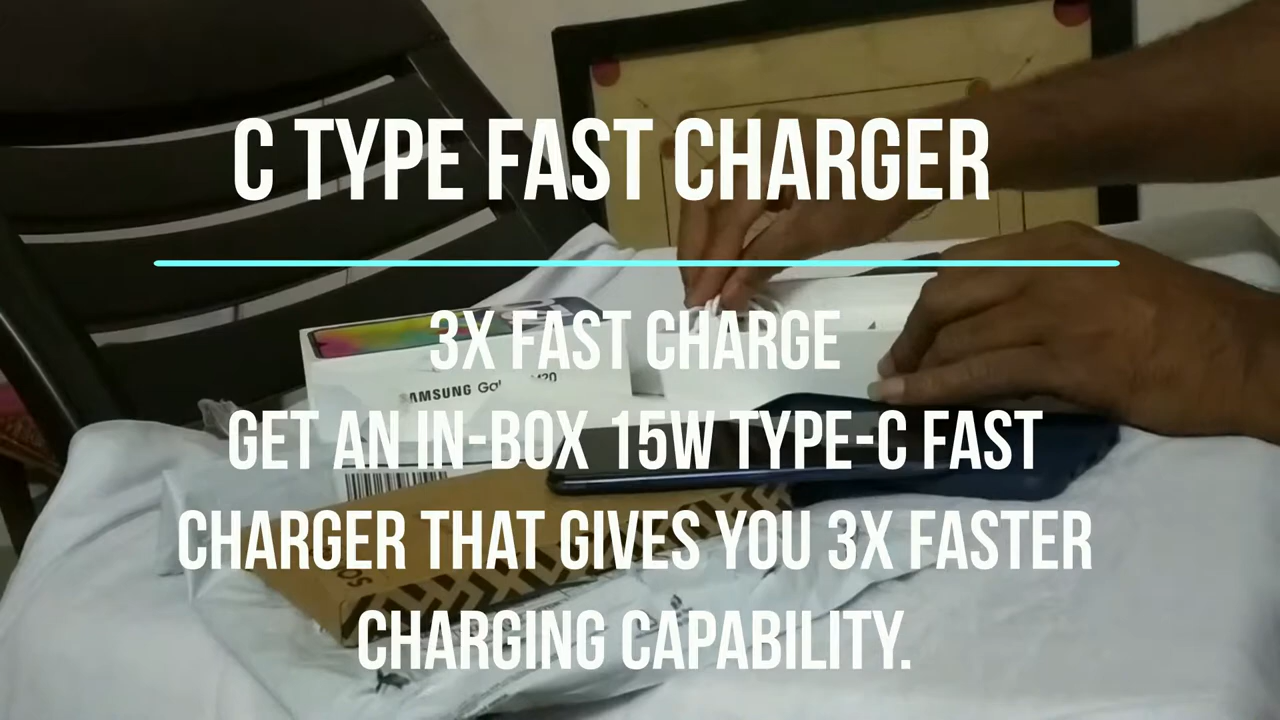 C TYPE FAST CHARGER
3X FAST CHARGE
SAMSUNG Gal
GET AN IN-BOX 15W TYPE-C FAST
CHARGER THAT GIVES YOU 3X FASTER
CHARGING CAPABILITY.